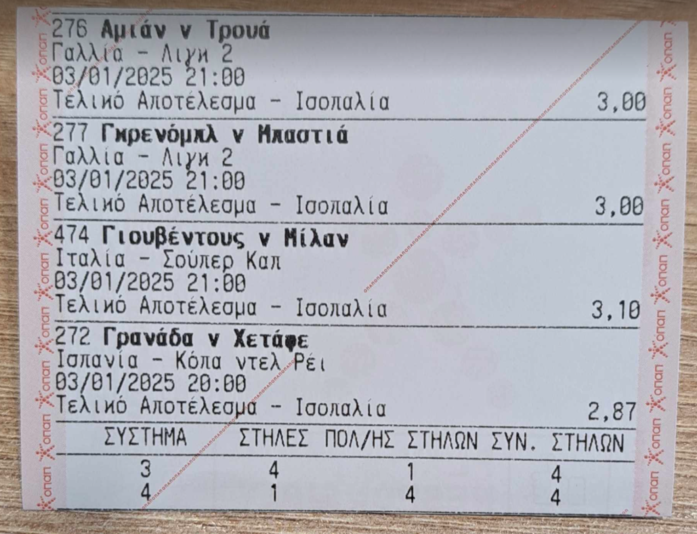 276 Αμιάν v Τρουά
Γαλλία - Λιγκ 2
03/01/2025 21:00
Τελικό Αποτέλεσμα - Ισοπαλία 3,00
277 Γκρενόμπλ v Μπαστιά
Γαλλία - Λιγκ 2
03/01/2025 21:00
Τελικό Αποτέλεσμα - Ισοπαλία 3,00
474 Γιουβέντους v Μίλαν
Ιταλία - Σούπερ Καπ
03/01/2025 21:00
Τελικό Αποτέλεσμα - Ισοπαλία 3,10
272 Γρανάδα v Χετάφε
Ισπανία - Κόπα ντελ Ρέι
03/01/2025 20:00
Τελικό Αποτέλεσμα - Ισοπαλία 2,87
ΣΥΣΤΗΜΑ ΣΤΗΛΕΣ ΠΟΛ/ΗΣ ΣΤΗΛΩΝ ΣΥΝ. ΣΤΗΛΩΝ
3 4 1 4
4 1 4 4
οπαπ